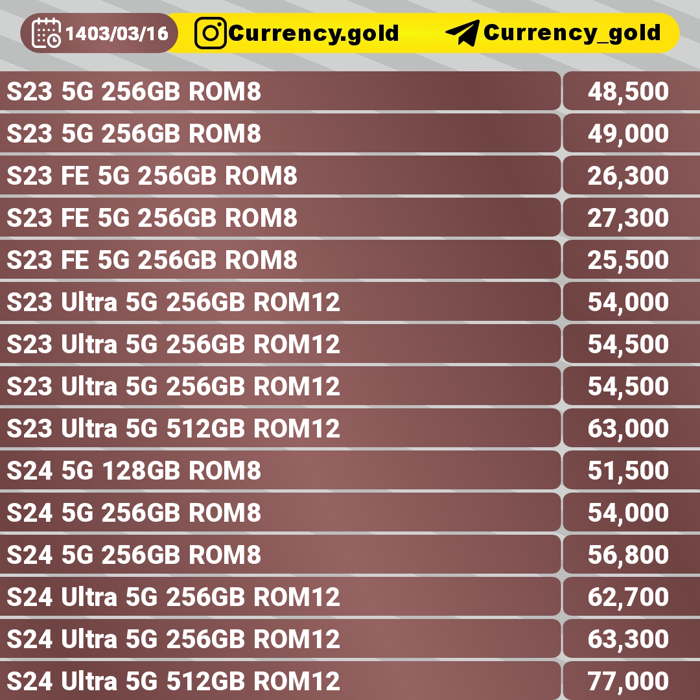 1403/03/16 Currency.gold Currency_gold
S23 5G 256GB ROM8 48,500
S23 5G 256GB ROM8 49,000
S23 FE 5G 256GB ROM8 26,300
S23 FE 5G 256GB ROM8 27,300
S23 FE 5G 256GB ROM8 25,500
S23 Ultra 5G 256GB ROM12 54,000
S23 Ultra 5G 256GB ROM12 54,500
S23 Ultra 5G 256GB ROM12 54,500
S23 Ultra 5G 512GB ROM12 63,000
S24 5G 128GB ROM8 51,500
S24 5G 256GB ROM8 54,000
S24 5G 256GB ROM8 56,800
S24 Ultra 5G 256GB ROM12 62,700
S24 Ultra 5G 256GB ROM12 63,300
S24 Ultra 5G 512GB ROM12 77,000